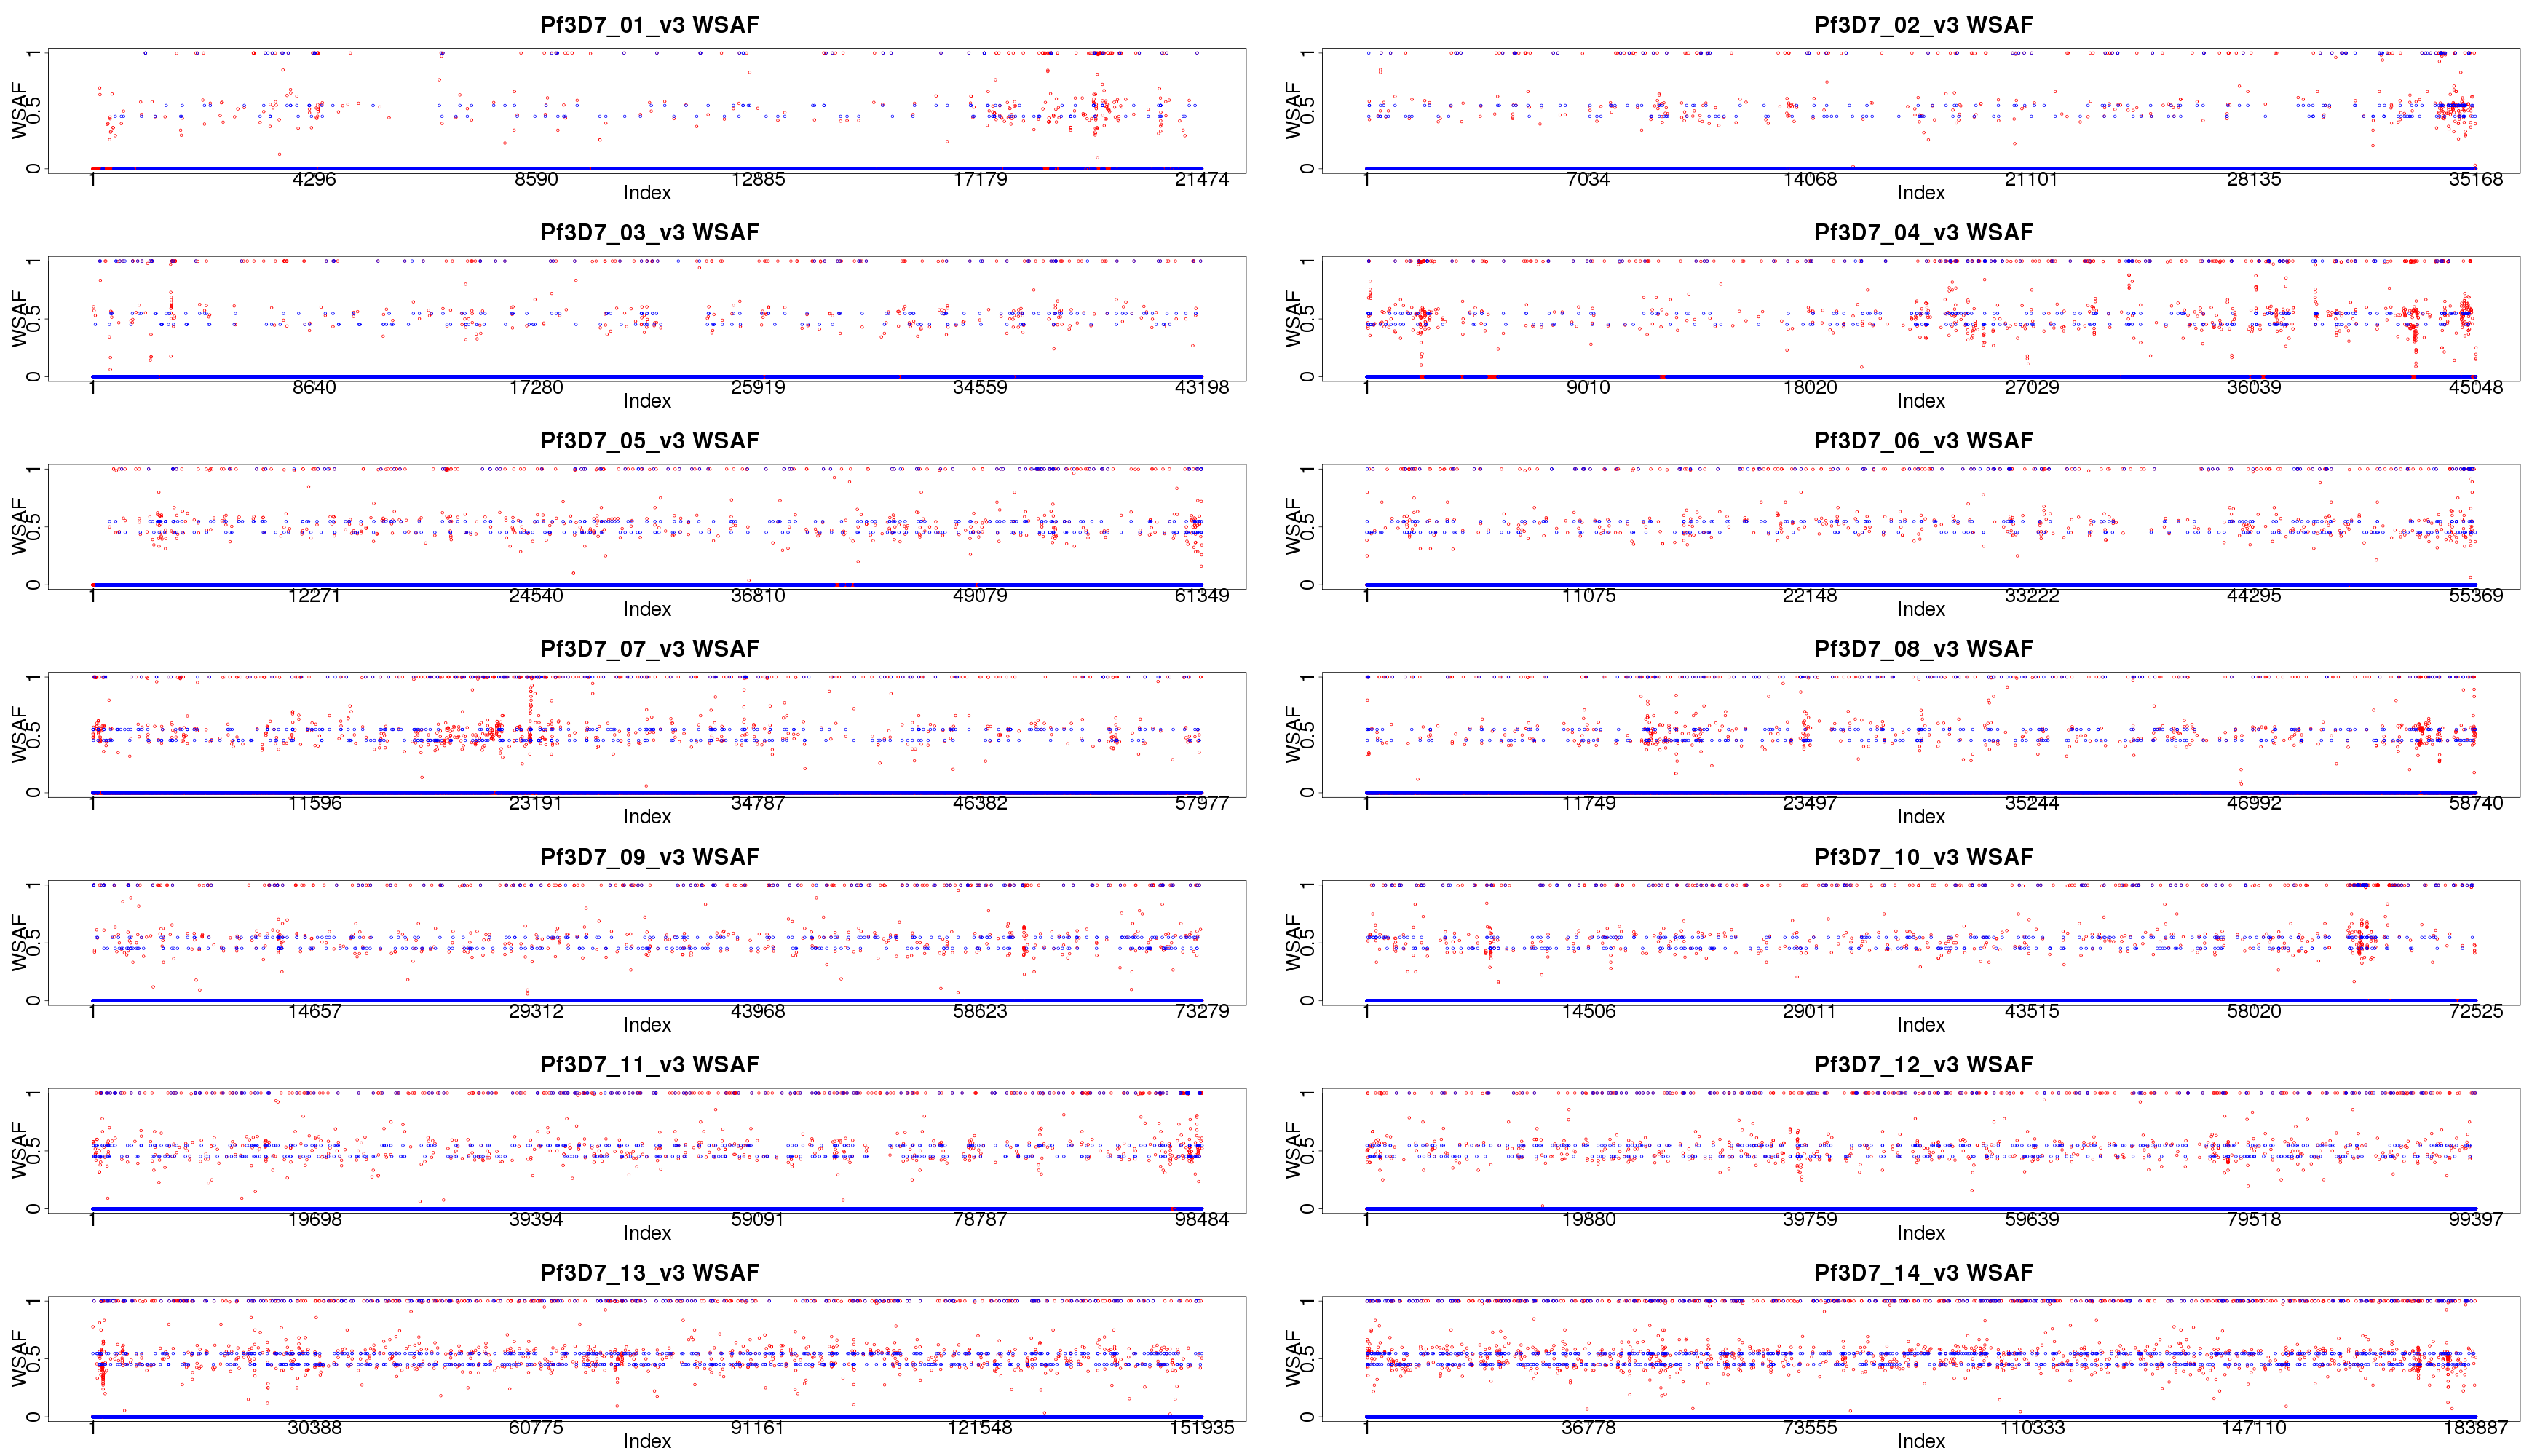 Pf3D7_01_v3 WSAF
WSAF
0 0.5 1
1 4296 8590 12885 17179 21474
Index
Pf3D7_02_v3 WSAF
WSAF
0 0.5 1
1 7034 14068 21101 28135 35168
Index
Pf3D7_03_v3 WSAF
WSAF
0 0.5 1
1 8640 17280 25919 34559 43198
Index
Pf3D7_04_v3 WSAF
WSAF
0 0.5 1
1 9010 18020 27029 36039 45048
Index
Pf3D7_05_v3 WSAF
WSAF
0 0.5 1
1 12271 24540 36810 49079 61349
Index
Pf3D7_06_v3 WSAF
WSAF
0 0.5 1
1 11075 22148 33222 44295 55369
Index
Pf3D7_07_v3 WSAF
WSAF
0 0.5 1
1 11596 23191 34787 46382 57977
Index
Pf3D7_08_v3 WSAF
WSAF
0 0.5 1
1 11749 23497 35244 46992 58740
Index
Pf3D7_09_v3 WSAF
WSAF
0 0.5 1
1 14657 29312 43968 58623 73279
Index
Pf3D7_10_v3 WSAF
WSAF
0 0.5 1
1 14506 29011 43515 58020 72525
Index
Pf3D7_11_v3 WSAF
WSAF
0 0.5 1
1 19698 39394 59091 78787 98484
Index
Pf3D7_12_v3 WSAF
WSAF
0 0.5 1
1 19880 39759 59639 79518 99397
Index
Pf3D7_13_v3 WSAF
WSAF
0 0.5 1
1 30388 60775 91161 121548 151935
Index
Pf3D7_14_v3 WSAF
WSAF
0 0.5 1
1 36778 73555 110333 147110 183887
Index